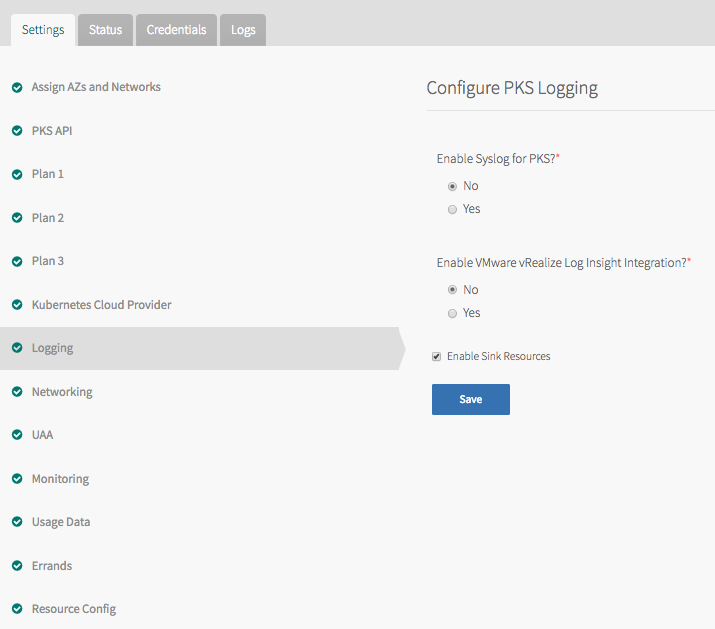 Settings
Status
Credentials
Logs
Assign AZs and Networks
PKS API
Plan 1
Plan 2
Plan 3
Kubernetes Cloud Provider
Logging
Networking
UAA
Monitoring
Usage Data
Errands
Resource Config
Configure PKS Logging
Enable Syslog for PKS?*
No
Yes
Enable VMware vRealize Log Insight Integration?*
No
Yes
Enable Sink Resources
Save